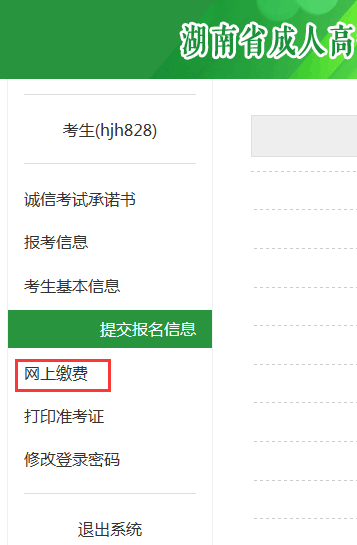 湖南省成人高
考生(hjh828)
诚信考试承诺书
报考信息
考生基本信息
提交报名信息
网上缴费
打印准考证
修改登录密码
退出系统